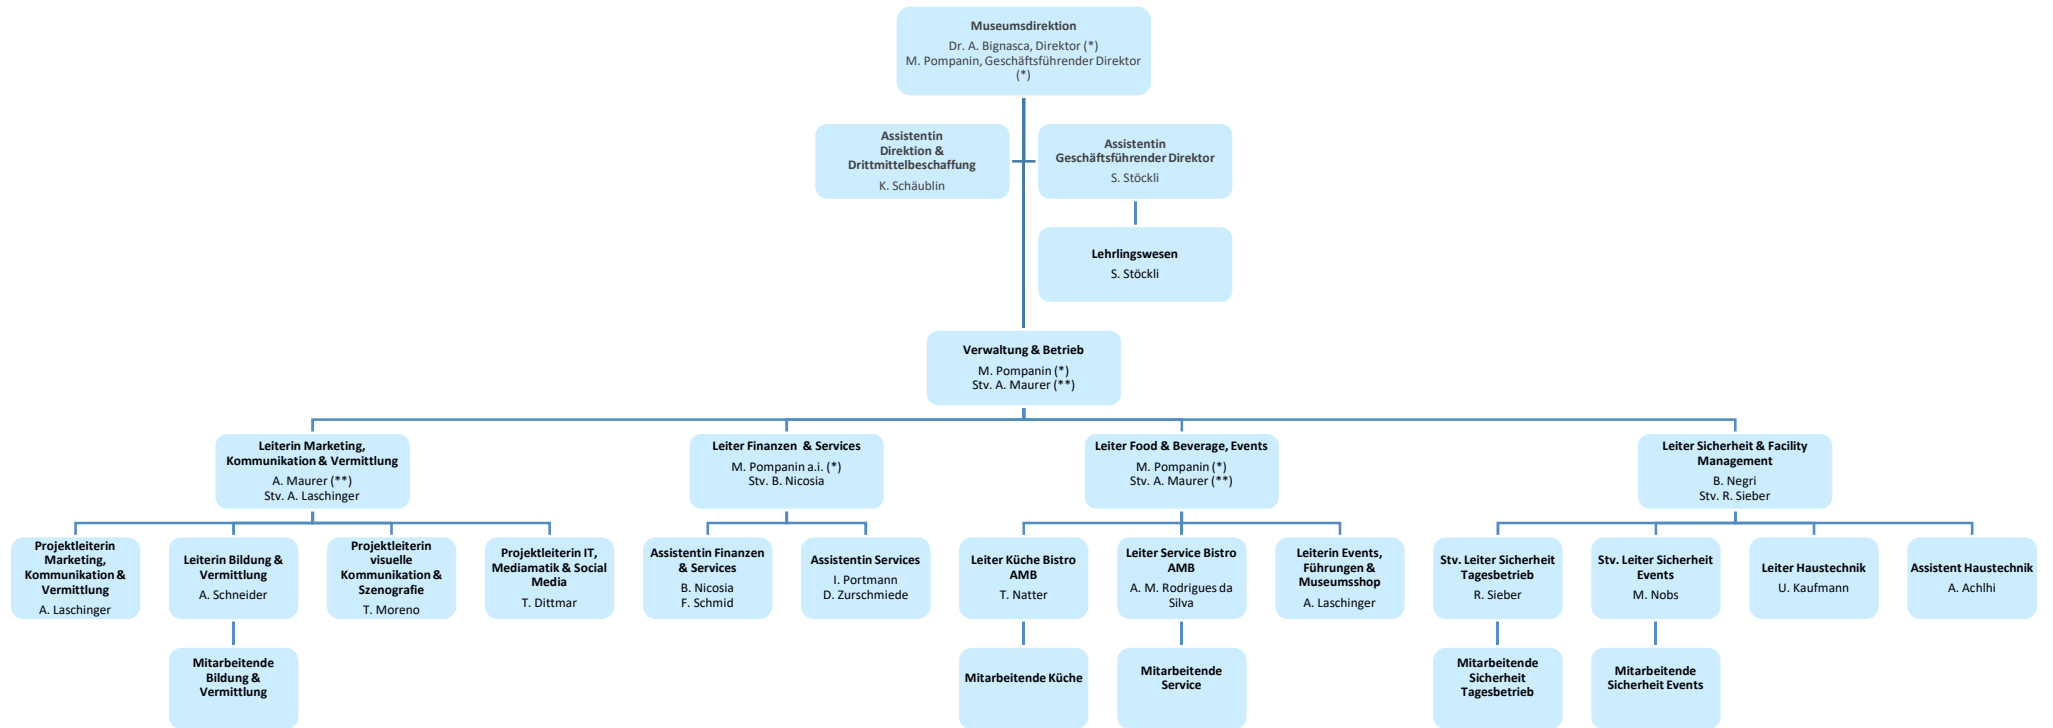 Museumsdirektion
Dr. A. Bignasca, Direktor (*)
M. Pompanin, Geschäftsführender Direktor
(*)
Assistentin
Direktion &
Drittmittelbeschaffung
K. Schäublin
Assistentin
Geschäftsführender Direktor
S. Stöckli
Lehrlingswesen
S. Stöckli
Verwaltung & Betrieb
M. Pompanin (*)
Stv. A. Maurer (**)
Leiterin Marketing,
Kommunikation & Vermittlung
A. Maurer (**)
Stv. A. Laschinger
Leiter Finanzen & Services
M. Pompanin a.i. (*)
Stv. B. Nicosia
Leiter Food & Beverage, Events
M. Pompanin (*)
Stv. A. Maurer (**)
Leiter Sicherheit & Facility
Management
B. Negri
Stv. R. Sieber
Projektleiterin
Marketing,
Kommunikation &
Vermittlung
A. Laschinger
Leiterin Bildung &
Vermittlung
A. Schneider
Projektleiterin
visuelle
Kommunikation &
Szenografie
T. Moreno
Projektleiterin IT,
Mediamatik & Social
Media
T. Dittmar
Assistentin Finanzen
& Services
B. Nicosia
F. Schmid
Assistentin Services
I. Portmann
D. Zurschmiede
Leiter Küche Bistro
AMB
T. Natter
Leiter Service Bistro
AMB
A. M. Rodrigues da
Silva
Leiterin Events,
Führungen &
Museumsshop
A. Laschinger
Stv. Leiter Sicherheit
Tagesbetrieb
R. Sieber
Stv. Leiter Sicherheit
Events
M. Nobs
Leiter Haustechnik
U. Kaufmann
Assistent Haustechnik
A. Achlhi
Mitarbeitende
Bildung &
Vermittlung
Mitarbeitende Küche
Mitarbeitende
Service
Mitarbeitende
Sicherheit
Tagesbetrieb
Mitarbeitende
Sicherheit Events